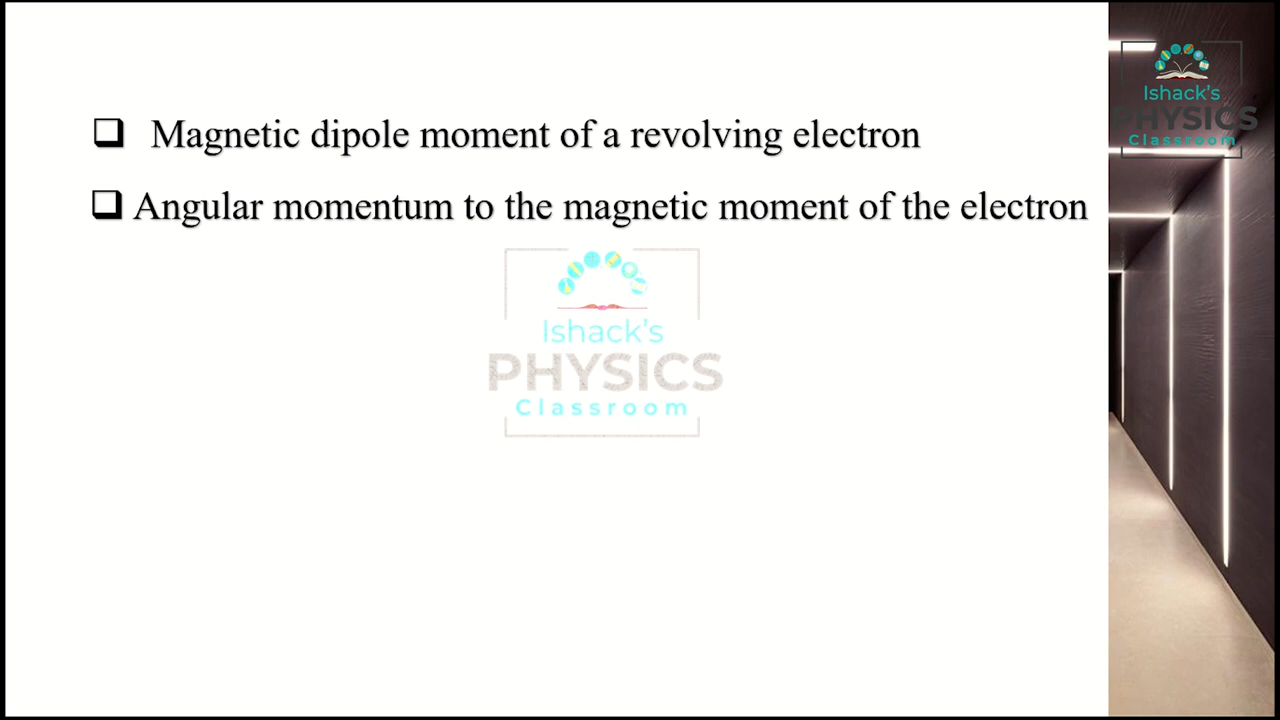 Magnetic dipole moment of a revolving electron
Angular momentum to the magnetic moment of the electron
Ishack's
PHYSICS
Classroom
Ishack's
PHYSICS
Classroom